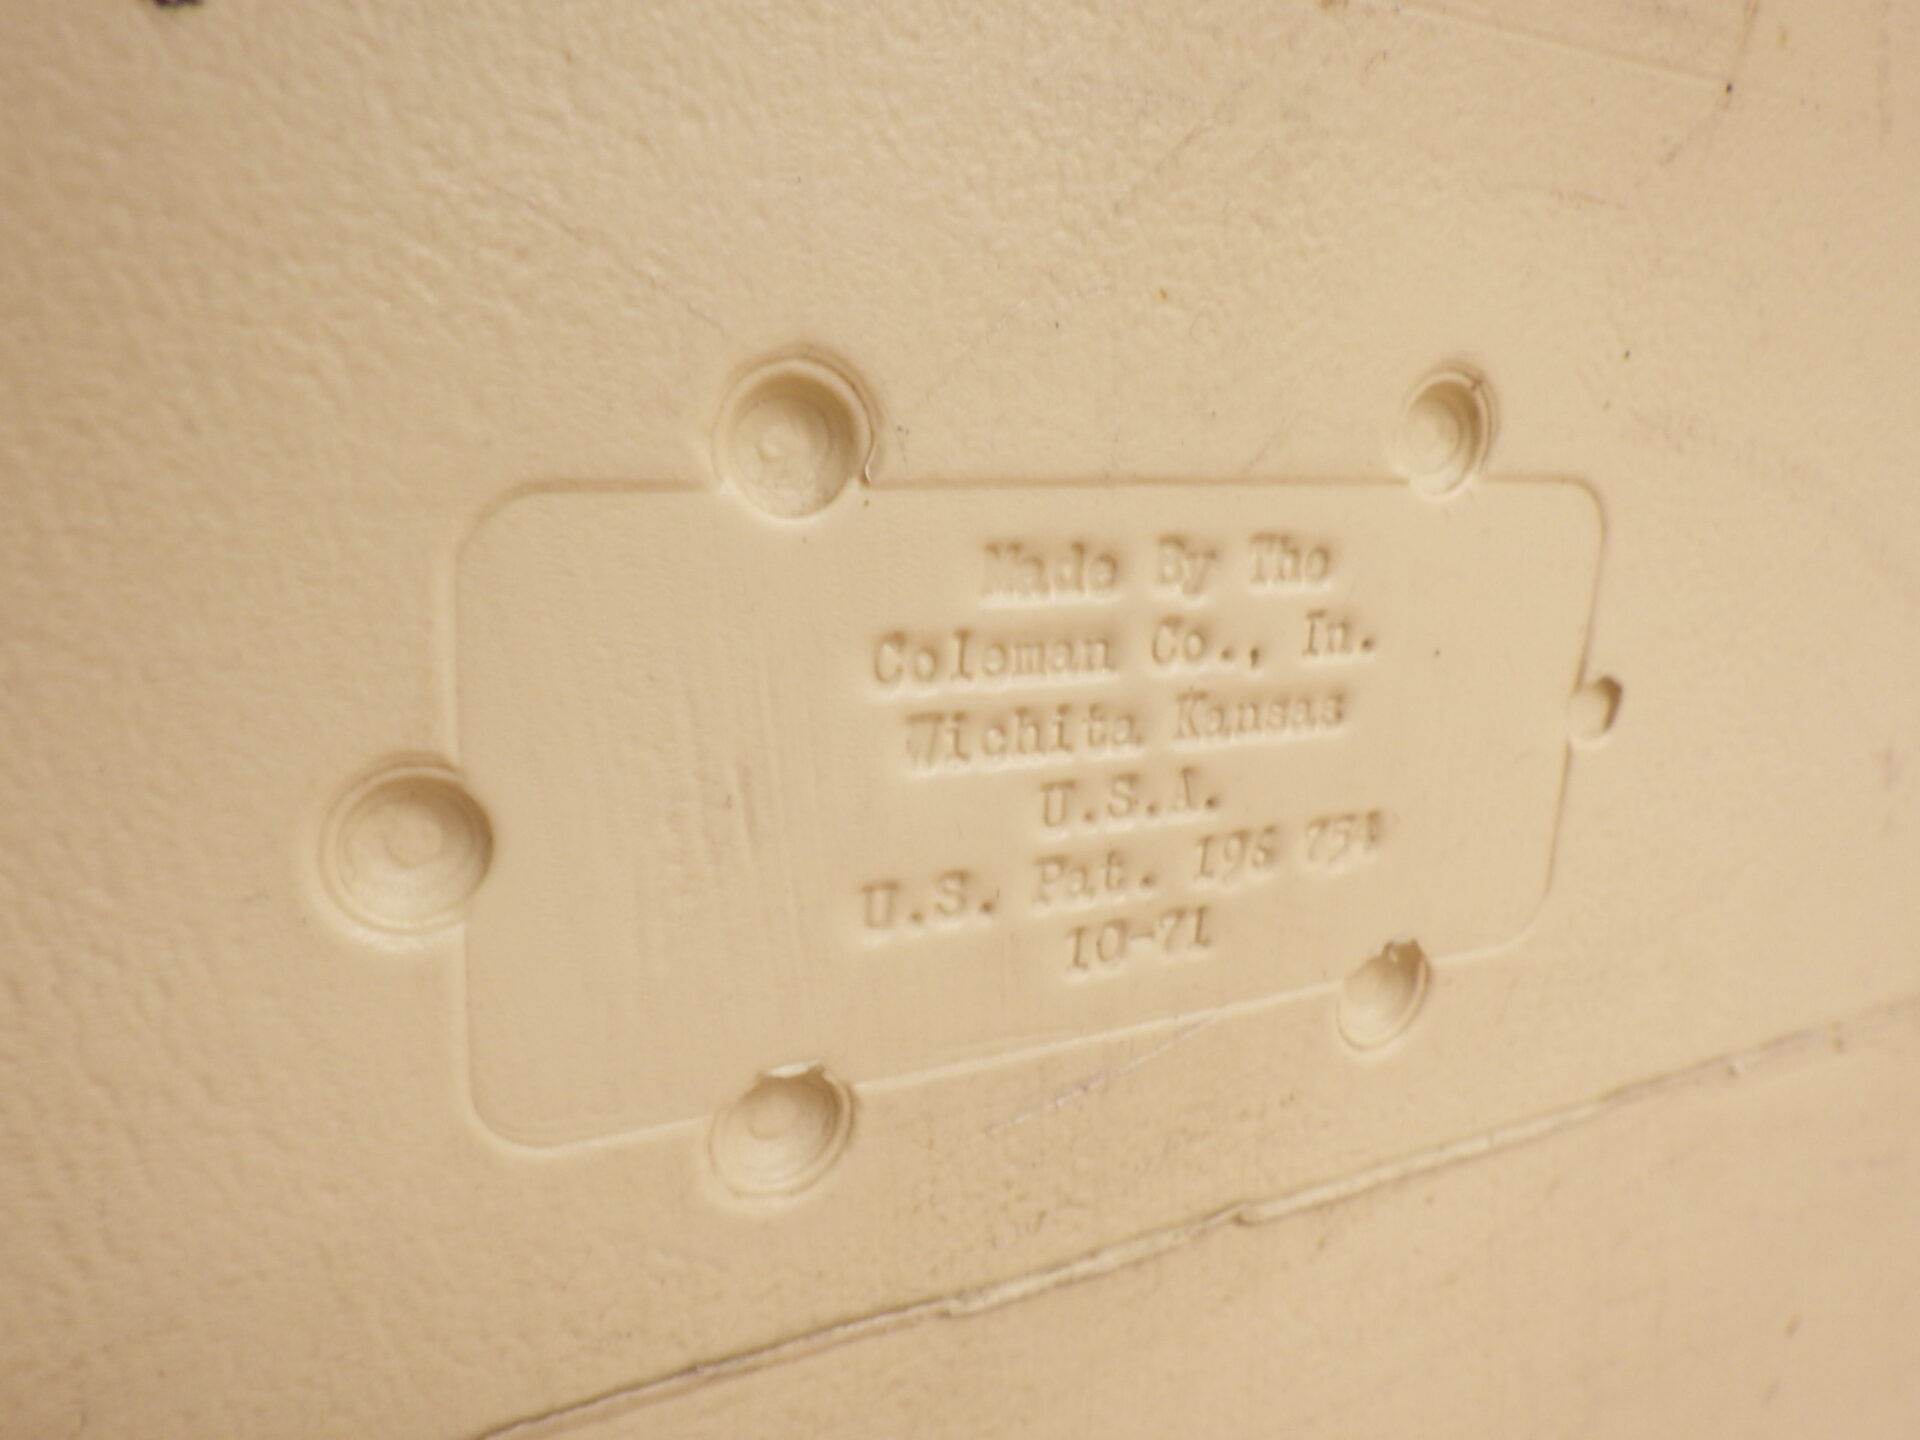 Made By The
Coleman Co., In.
Wichita Kansas
U.S.A.
U.S. Pat.
10-71